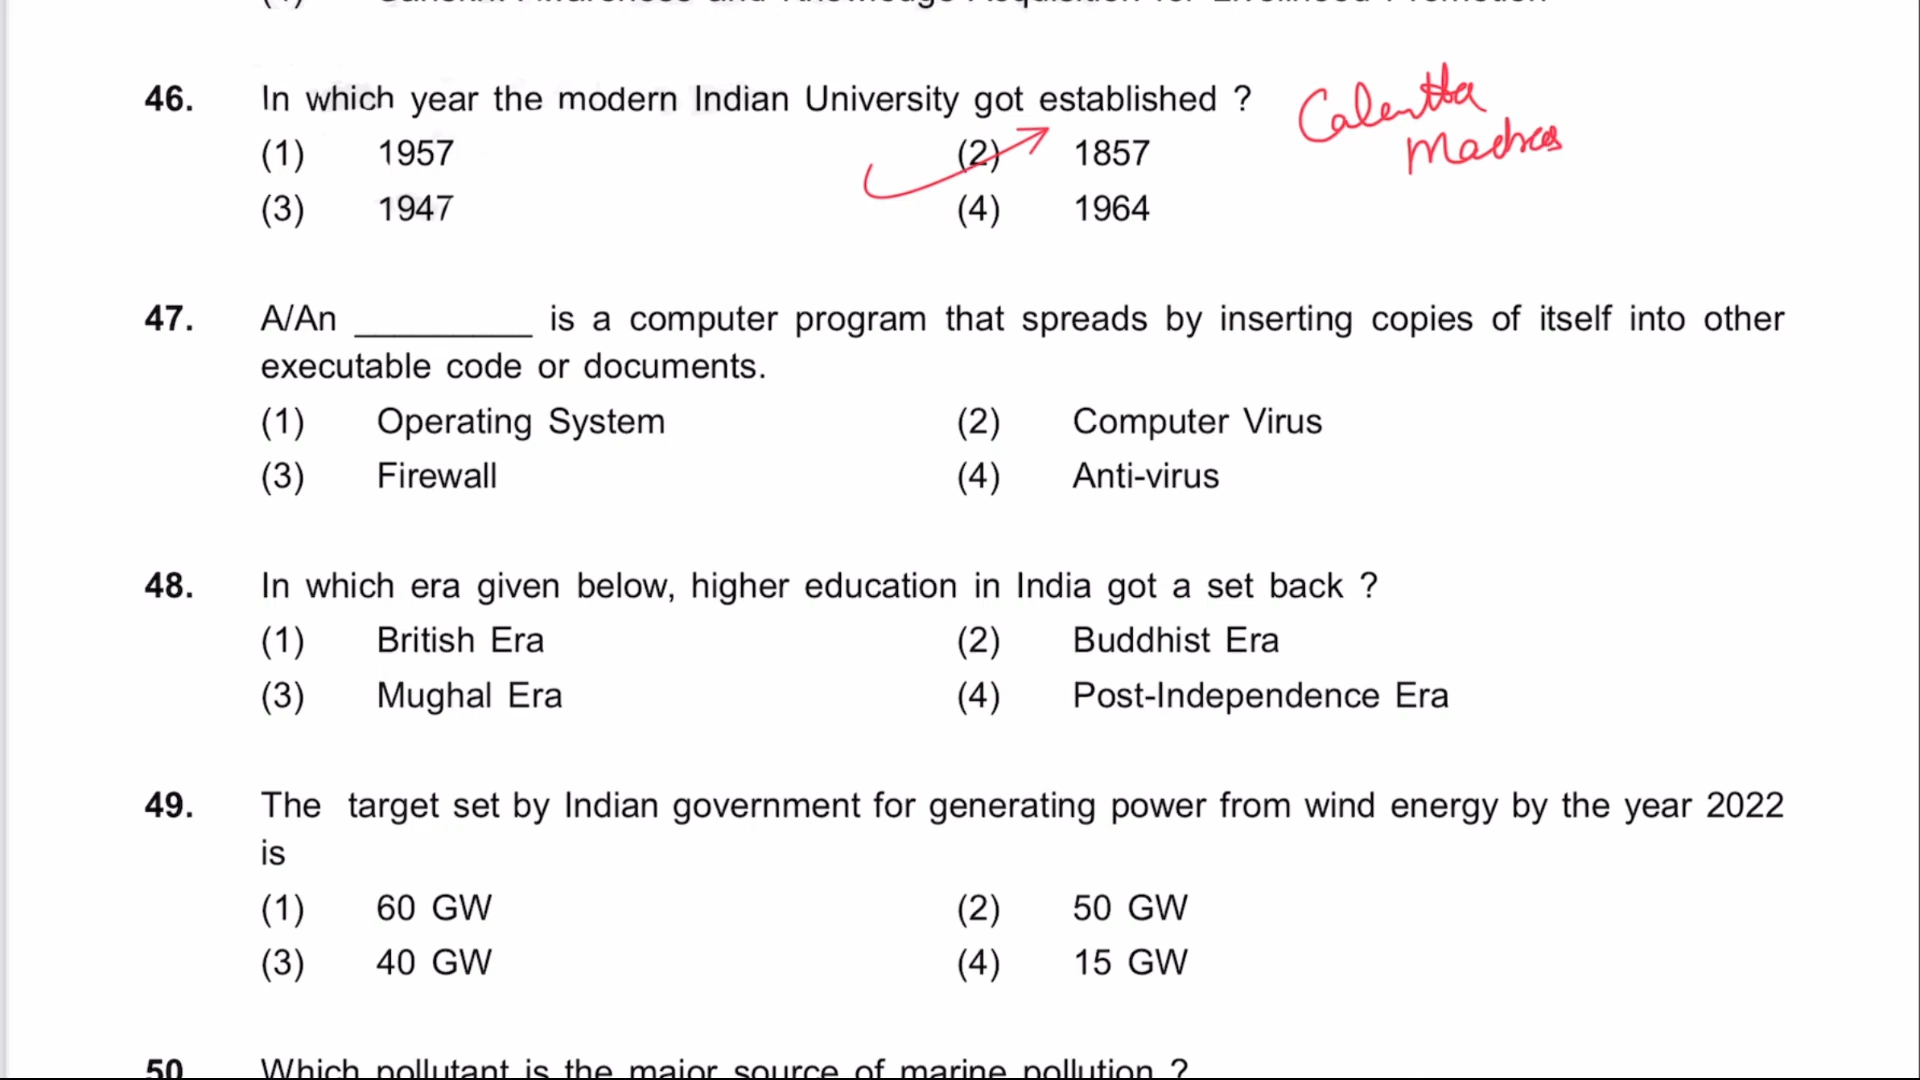 46. In which year the modern Indian University got established ? Calcutta
Madras
(1) 1957 (2) 1857
(3) 1947 (4) 1964
47. A/An _________ is a computer program that spreads by inserting copies of itself into other
executable code or documents.
(1) Operating System (2) Computer Virus
(3) Firewall (4) Anti-virus
48. In which era given below, higher education in India got a set back ?
(1) British Era (2) Buddhist Era
(3) Mughal Era (4) Post-Independence Era
49. The target set by Indian government for generating power from wind energy by the year 2022
is
(1) 60 GW (2) 50 GW
(3) 40 GW (4) 15 GW
50 Which pollutant is the major source of marine pollution ?